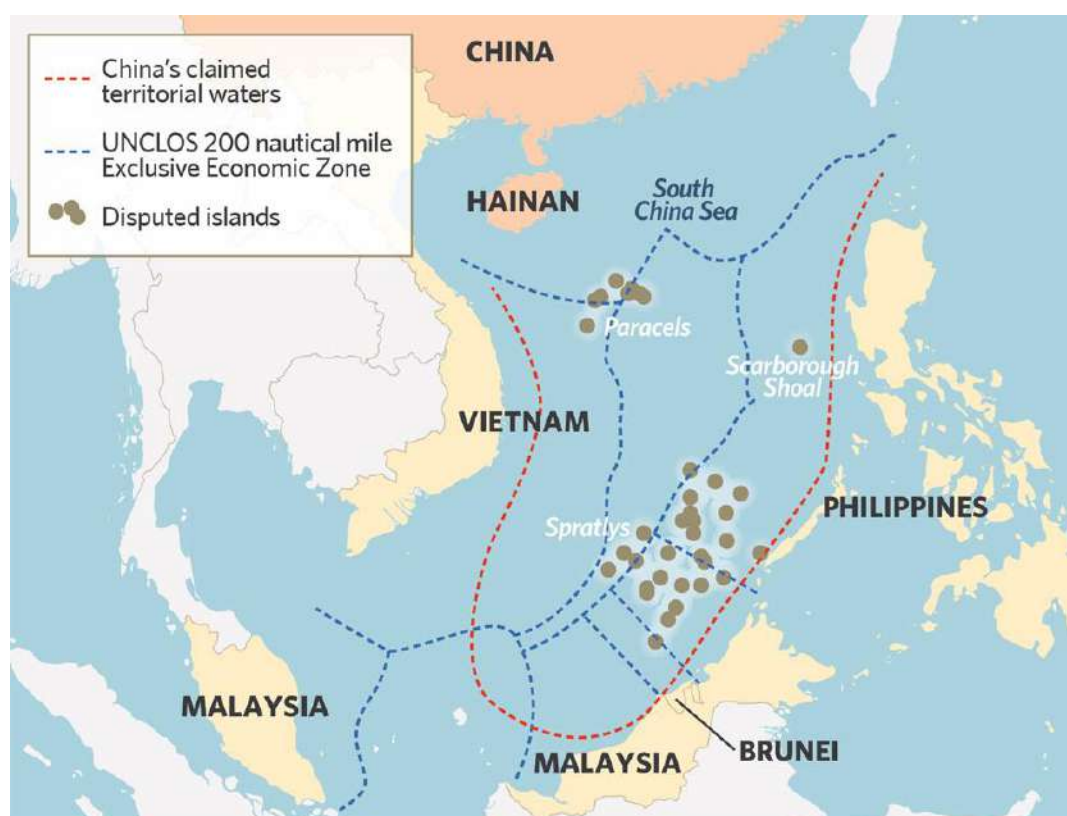 China's claimed
territorial waters
UNCLOS 200 nautical mile
Exclusive Economic Zone
Disputed islands
CHINA
HAINAN
South
China Sea
Paracels
Scarborough
Shoal
VIETNAM
Spratlys
PHILIPPINES
MALAYSIA
BRUNEI
MALAYSIA